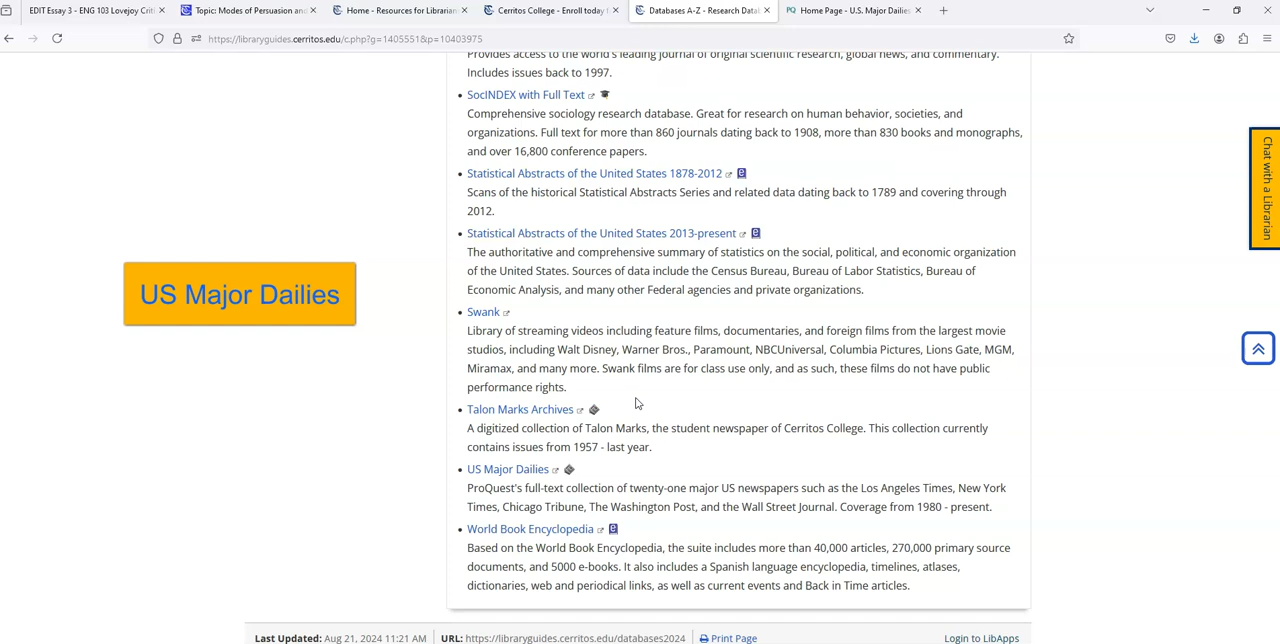 EDIT Essay 3 - ENG 103 Lovejoy Criti
Topic: Modes of Persuasion and
Home - Resources for Librarians
Cerritos College - Enroll today f
Databases A-Z - Research Data
Home Page - U.S. Major Dailies
https://libraryguides.cerritos.edu/c.php?g=1405551&p=10403975
Provides access to the world's leading journal of original scientific research, global news, and commentary.
Includes issues back to 1997.
SocINDEX with Full Text
Comprehensive sociology research database. Great for research on human behavior, societies, and
organizations. Full text for more than 860 journals dating back to 1908, more than 830 books and monographs,
and over 16,800 conference papers.
Statistical Abstracts of the United States 1878-2012
Scans of the historical Statistical Abstracts Series and related data dating back to 1789 and covering through
2012.
Statistical Abstracts of the United States 2013-present
The authoritative and comprehensive summary of statistics on the social, political, and economic organization
of the United States. Sources of data include the Census Bureau, Bureau of Labor Statistics, Bureau of
Economic Analysis, and many other Federal agencies and private organizations.
US Major Dailies
Swank
Library of streaming videos including feature films, documentaries, and foreign films from the largest movie
studios, including Walt Disney, Warner Bros., Paramount, NBCUniversal, Columbia Pictures, Lions Gate, MGM,
Miramax, and many more. Swank films are for class use only, and as such, these films do not have public
performance rights.
Talon Marks Archives
A digitized collection of Talon Marks, the student newspaper of Cerritos College. This collection currently
contains issues from 1957 - last year.
US Major Dailies
ProQuest's full-text collection of twenty-one major US newspapers such as the Los Angeles Times, New York
Times, Chicago Tribune, The Washington Post, and the Wall Street Journal. Coverage from 1980 - present.
World Book Encyclopedia
Based on the World Book Encyclopedia, the suite includes more than 40,000 articles, 270,000 primary source
documents, and 5000 e-books. It also includes a Spanish language encyclopedia, timelines, atlases,
dictionaries, web and periodical links, as well as current events and Back in Time articles.
Chat with a Librarian
Last Updated: Aug 21, 2024 11:21 AM
URL: https://libraryguides.cerritos.edu/databases2024
Print Page
Login to LibApps